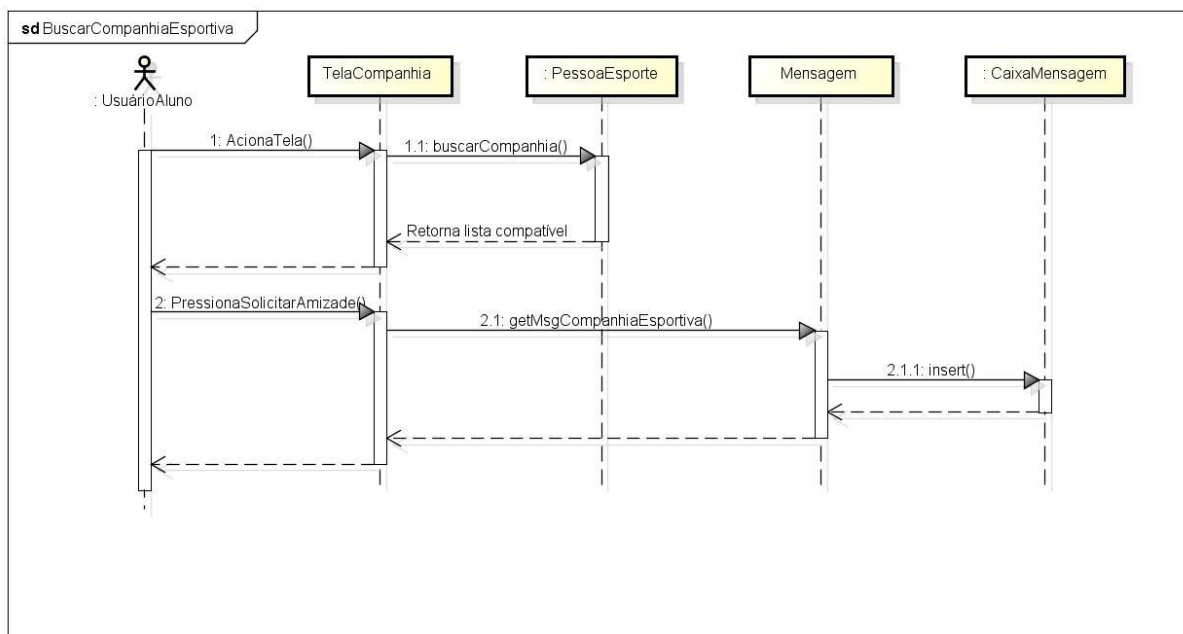 sd BuscarCompanhiaEsportiva
: UsuárioAluno
TelaCompanhia
: PessoaEsporte
Mensagem
: CaixaMensagem
1: AcionaTela()
1.1: buscarCompanhia()
Retorna lista compatível
2: PressionaSolicitarAmizade()
2.1: getMsgCompanhiaEsportiva()
2.1.1: insert()